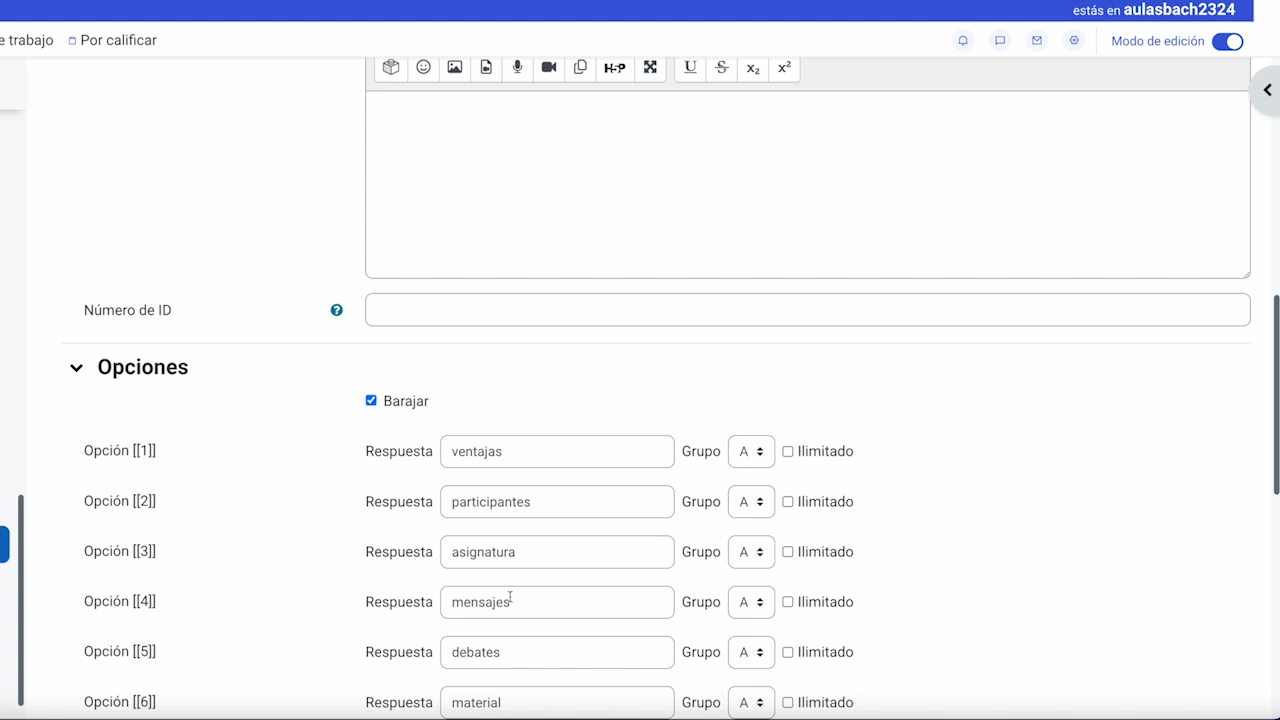 estás en aulasbach2324
e trabajo Por calificar Modo de edición
H-P U S x₂ x²
Número de ID
Opciones
Barajar
Opción [[1]] Respuesta ventajas Grupo A Ilimitado
Opción [[2]] Respuesta participantes Grupo A Ilimitado
Opción [[3]] Respuesta asignatura Grupo A Ilimitado
Opción [[4]] Respuesta mensajes Grupo A Ilimitado
Opción [[5]] Respuesta debates Grupo A Ilimitado
Opción [[6]] Respuesta material Grupo A Ilimitado